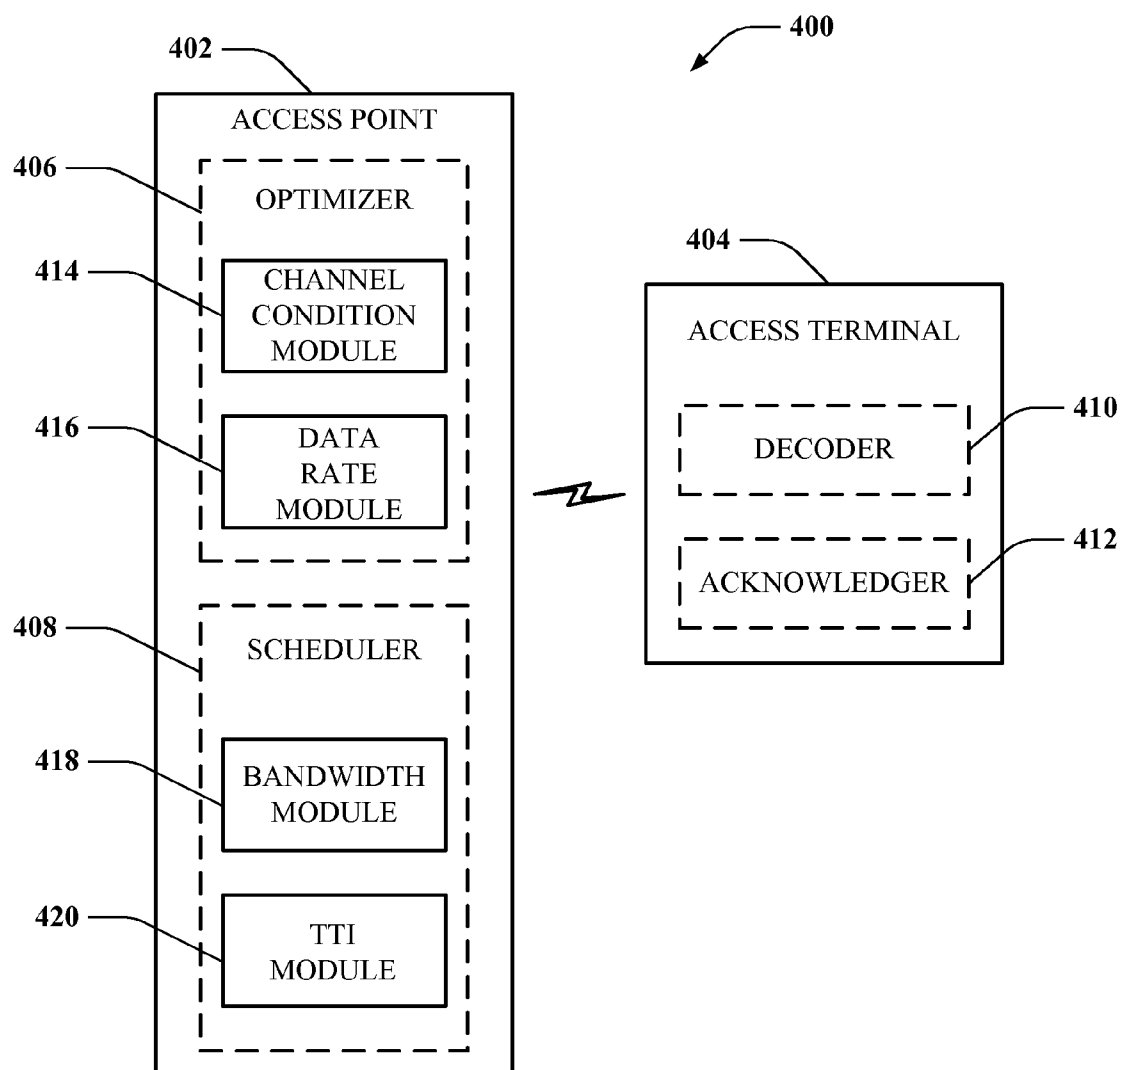 400
402
ACCESS POINT
406
OPTIMIZER
414
CHANNEL
CONDITION
MODULE
416
DATA
RATE
MODULE
408
SCHEDULER
418
BANDWIDTH
MODULE
420
TTI
MODULE
404
ACCESS TERMINAL
410
DECODER
412
ACKNOWLEDGER